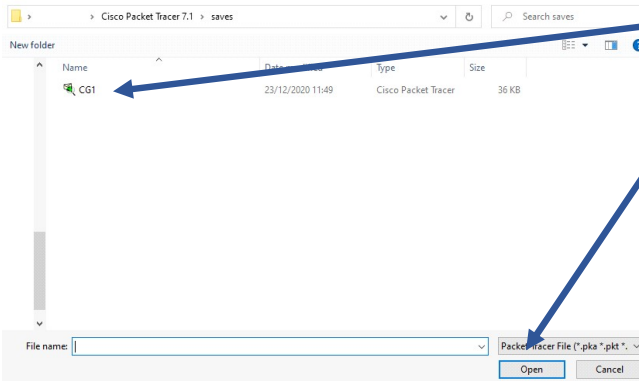 > > Cisco Packet Tracer 7.1 > saves Search saves
New folder
Name Type Size
CG1 23/12/2020 11:49 Cisco Packet Tracer 36 KB
File name: Packet Tracer File (*.pka *.pkt *.
Open Cancel